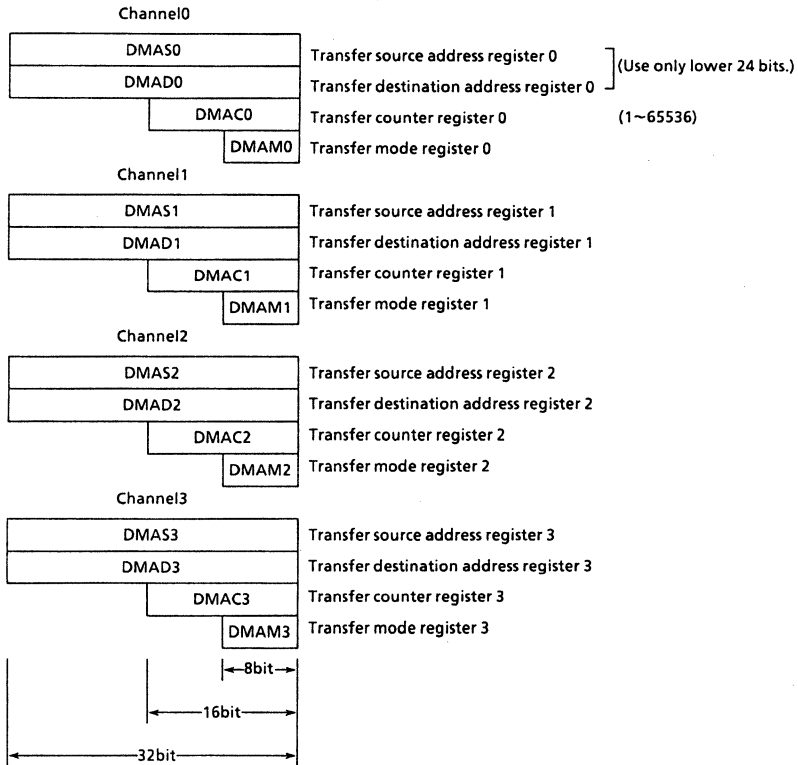 Channel0
DMAS0 Transfer source address register 0
DMAD0 Transfer destination address register 0
(Use only lower 24 bits.)
DMAC0 Transfer counter register 0 (1~65536)
DMAM0 Transfer mode register 0
Channel1
DMAS1 Transfer source address register 1
DMAD1 Transfer destination address register 1
DMAC1 Transfer counter register 1
DMAM1 Transfer mode register 1
Channel2
DMAS2 Transfer source address register 2
DMAD2 Transfer destination address register 2
DMAC2 Transfer counter register 2
DMAM2 Transfer mode register 2
Channel3
DMAS3 Transfer source address register 3
DMAD3 Transfer destination address register 3
DMAC3 Transfer counter register 3
DMAM3 Transfer mode register 3
8bit
16bit
32bit